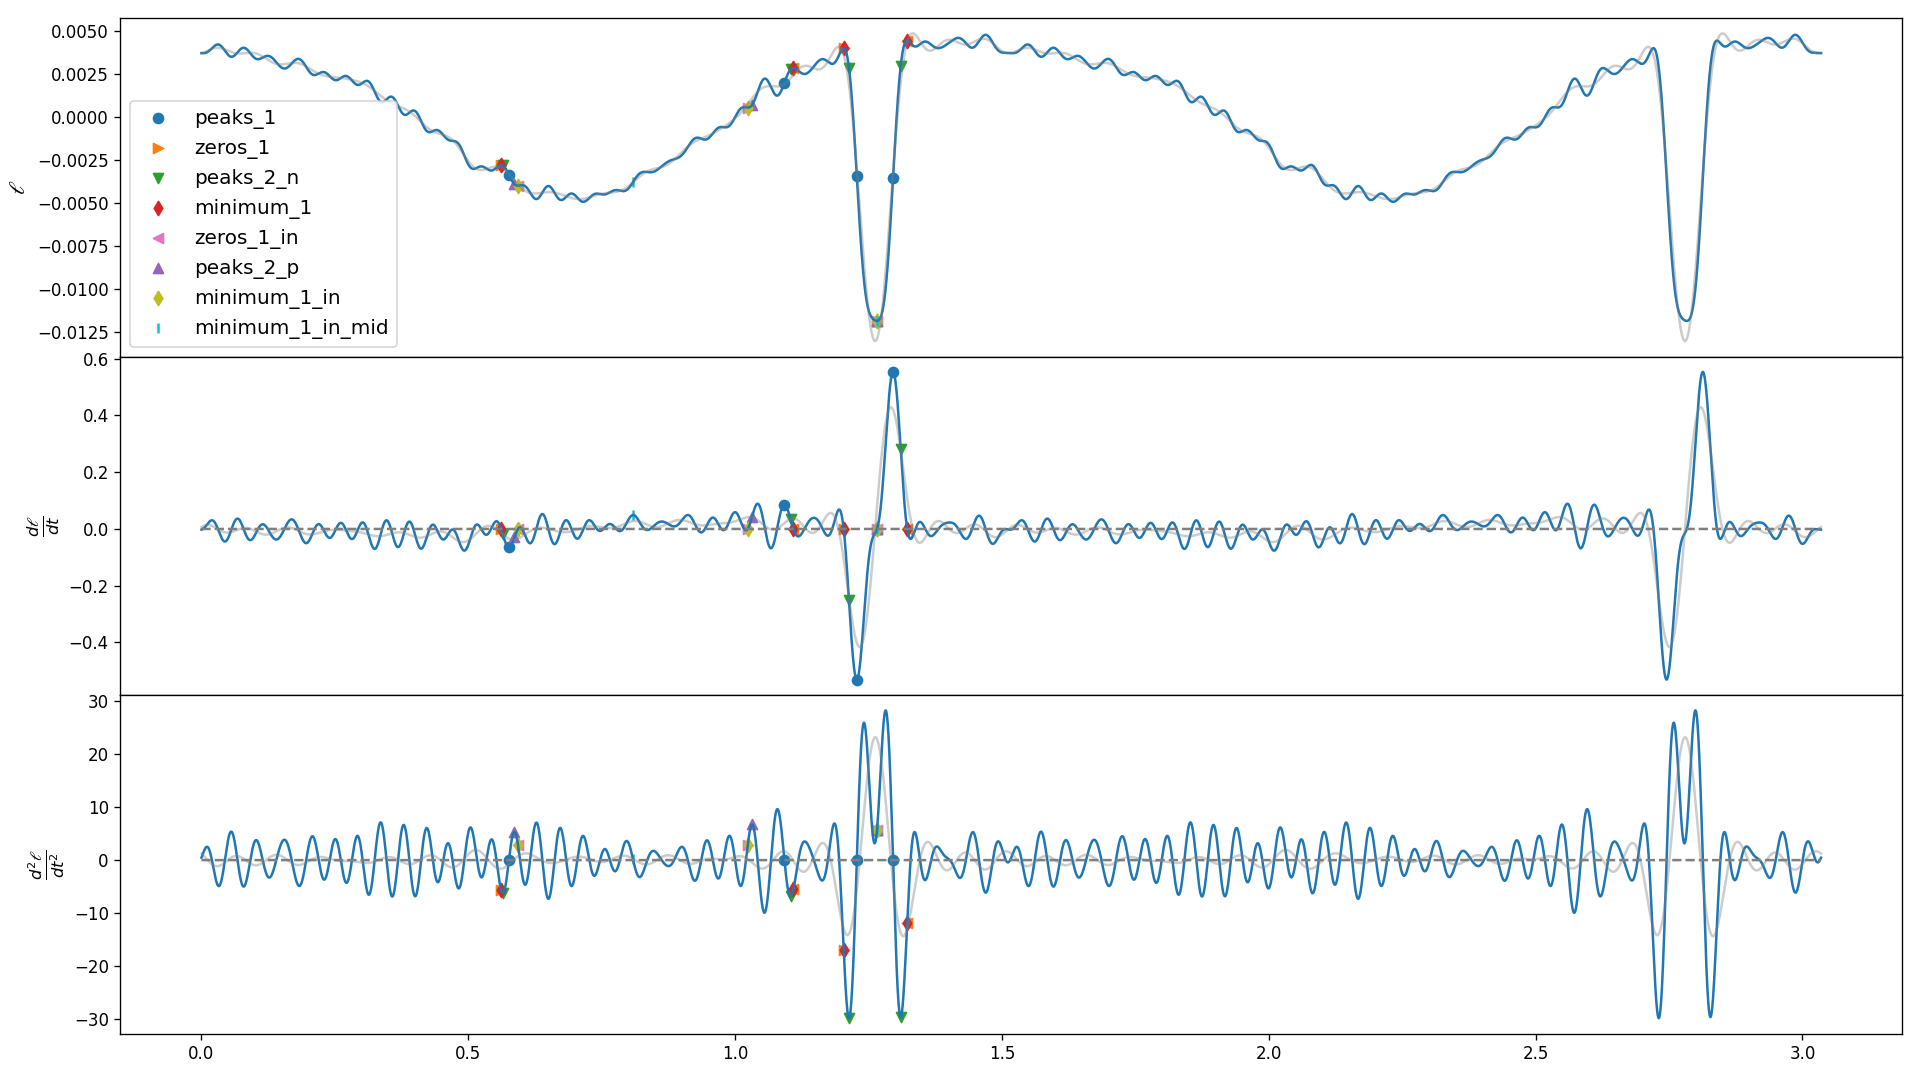 0.0050
0.0025
0.0000
−0.0025
−0.0050
−0.0075
−0.0100
−0.0125
ℓ
peaks_1
zeros_1
peaks_2_n
minimum_1
zeros_1_in
peaks_2_p
minimum_1_in
minimum_1_in_mid
0.6
0.4
0.2
0.0
−0.2
−0.4
dℓ
dt
30
20
10
0
−10
−20
−30
d²ℓ
dt²
0.0 0.5 1.0 1.5 2.0 2.5 3.0